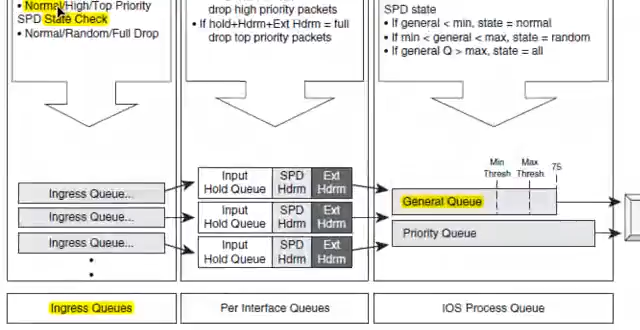 • Normal/High/Top Priority
SPD State Check
• Normal/Random/Full Drop
drop high priority packets
• If hold+Hdrm+Ext Hdrm = full
drop top priority packets
SPD state
• If general < min, state = normal
• If min < general < max, state = random
• If general Q > max, state = all
Ingress Queue...
Ingress Queue...
Ingress Queue...
Input
Hold Queue
SPD
Hdrm
Ext
Hdrm
Input
Hold Queue
SPD
Hdrm
Ext
Hdrm
Input
Hold Queue
SPD
Hdrm
Ext
Hdrm
Min
Thresh
Max
Thresh
75
General Queue
Priority Queue
Ingress Queues
Per Interface Queues
IOS Process Queue